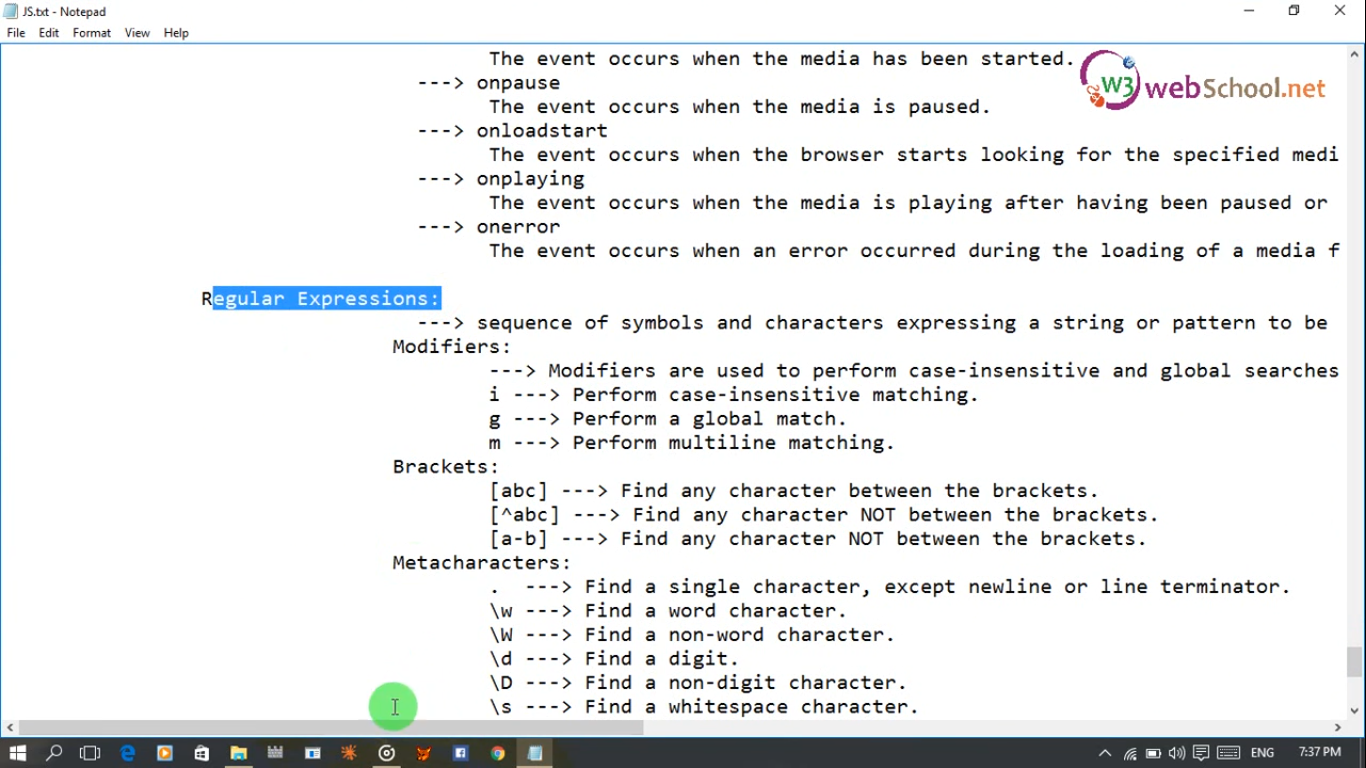 JS.txt - Notepad
File Edit Format View Help
The event occurs when the media has been started.
---> onpause
The event occurs when the media is paused.
---> onloadstart
The event occurs when the browser starts looking for the specified medi
---> onplaying
The event occurs when the media is playing after having been paused or
---> onerror
The event occurs when an error occurred during the loading of a media f
Regular Expressions:
---> sequence of symbols and characters expressing a string or pattern to be
Modifiers:
---> Modifiers are used to perform case-insensitive and global searches
i ---> Perform case-insensitive matching.
g ---> Perform a global match.
m ---> Perform multiline matching.
Brackets:
[abc] ---> Find any character between the brackets.
[^abc] ---> Find any character NOT between the brackets.
[a-b] ---> Find any character NOT between the brackets.
Metacharacters:
. ---> Find a single character, except newline or line terminator.
\w ---> Find a word character.
\W ---> Find a non-word character.
\d ---> Find a digit.
\D ---> Find a non-digit character.
\s ---> Find a whitespace character.
W3 webSchool.net
ENG 7:37 PM